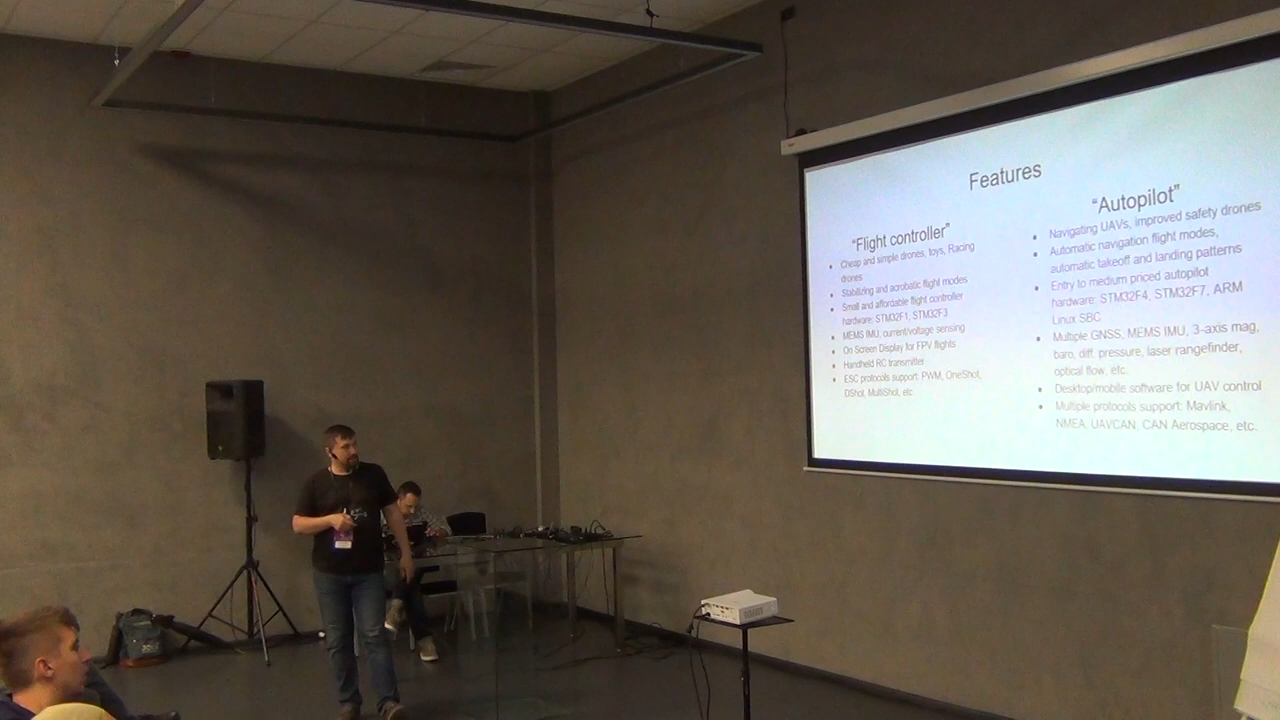 Features
“Flight controller”
Cheap and simple drones, toys, Racing
drones
Stabilizing and acrobatic flight modes
Small and affordable flight controller
hardware: STM32F1, STM32F3
MEMS IMU, current/voltage sensing
On Screen Display for FPV flights
Handheld RC transmitter
ESC protocols support: PWM, OneShot,
DShot, MultiShot, etc.
“Autopilot”
Navigating UAVs, improved safety drones
Automatic navigation flight modes,
automatic takeoff and landing patterns
Entry to medium priced autopilot
hardware: STM32F4, STM32F7, ARM
Linux SBC
Multiple GNSS, MEMS IMU, 3-axis mag,
baro, diff. pressure, laser rangefinder,
optical flow, etc.
Desktop/mobile software for UAV control
Multiple protocols support: Mavlink,
NMEA, UAVCAN, CAN Aerospace, etc.